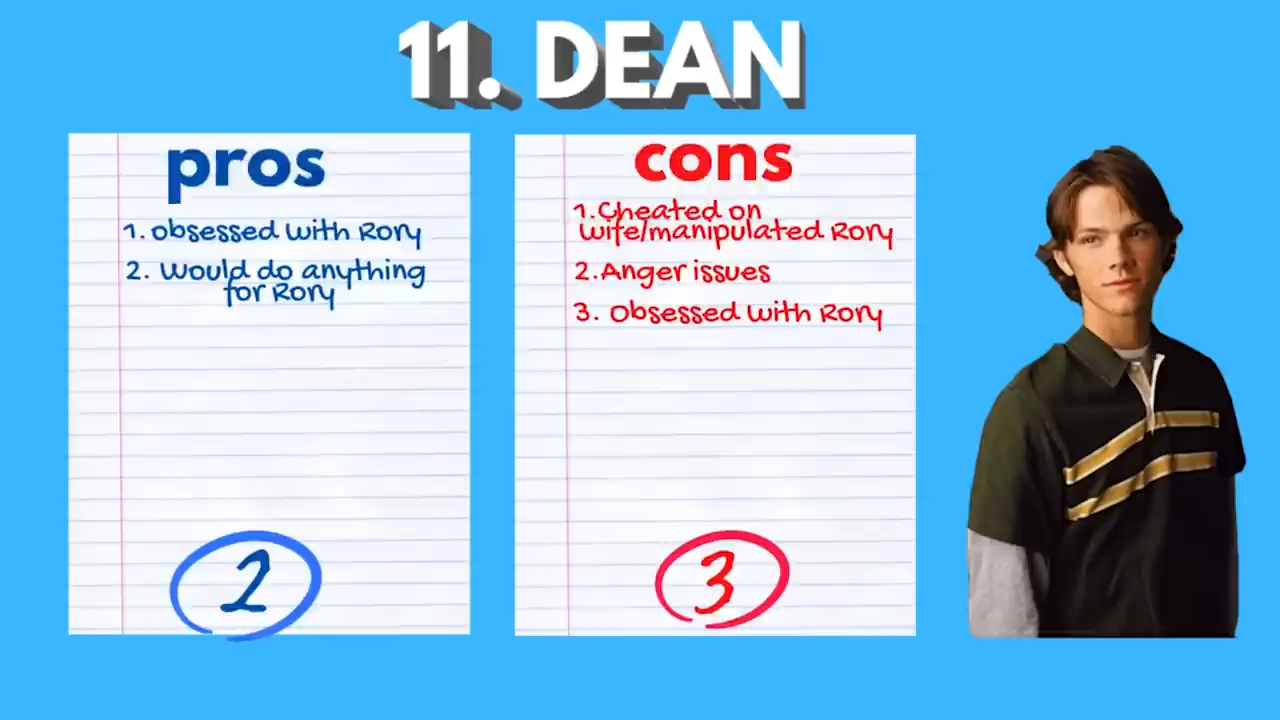 11. DEAN
pros
1. obsessed with Rory
2. Would do anything
for Rory
2
cons
1.Cheated on
wife/manipulated Rory
2.Anger issues
3. Obsessed with Rory
3